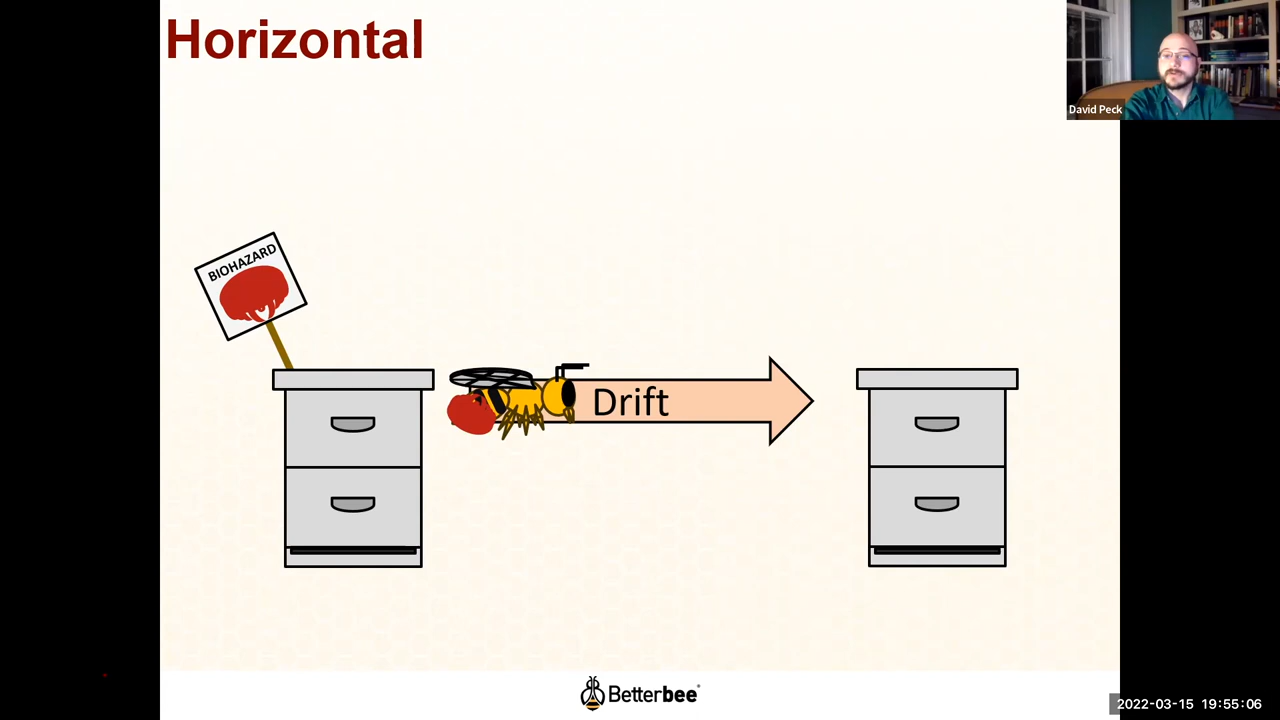 Horizontal
David Peck
BIOHAZARD
Drift
Betterbee
2022-03-15 19:55:06